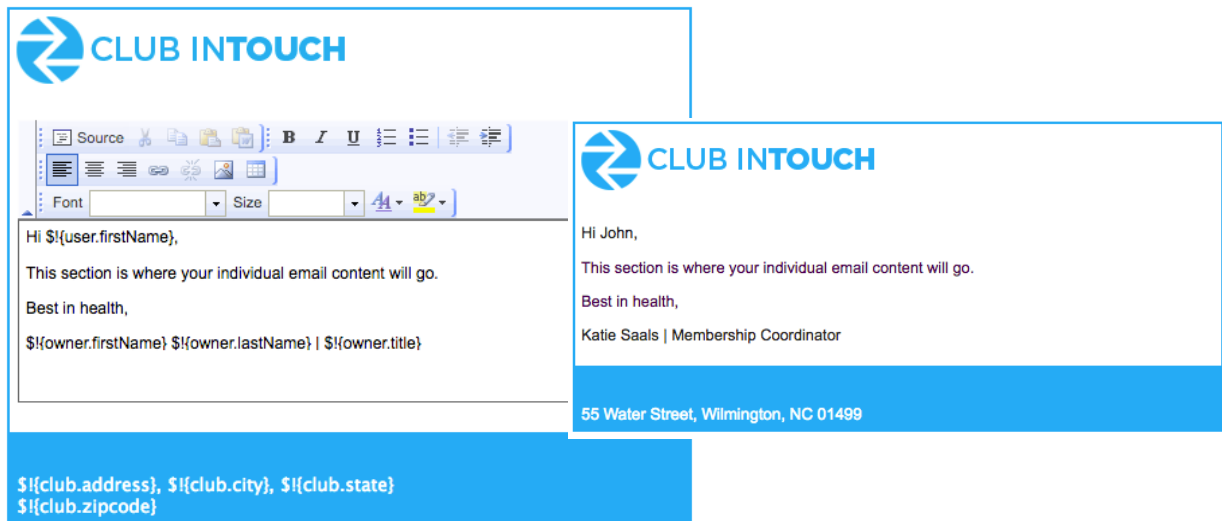 CLUB INTOUCH
Source
B I U
Font Size
Hi $!{user.firstName},
This section is where your individual email content will go.
Best in health,
$!{owner.firstName} $!{owner.lastName} | $!{owner.title}
$!{club.address}, $!{club.city}, $!{club.state}
$!{club.zipcode}
CLUB INTOUCH
Hi John,
This section is where your individual email content will go.
Best in health,
Katie Saals | Membership Coordinator
55 Water Street, Wilmington, NC 01499